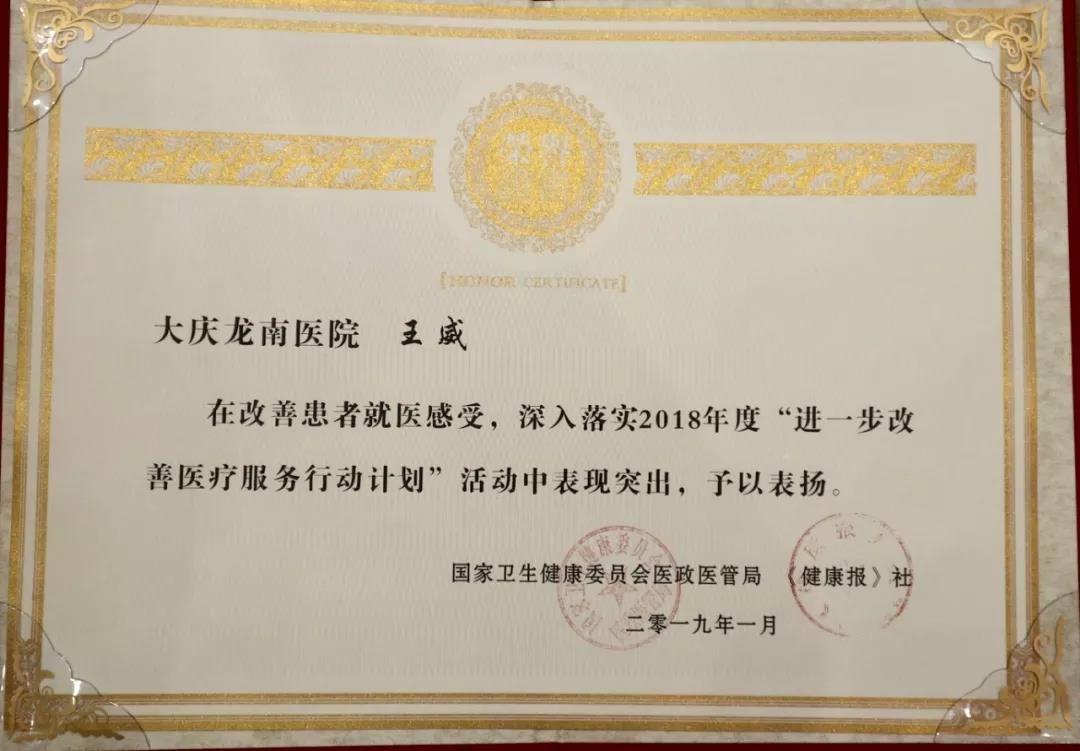 荣誉证书
[HONOR CERTIFICATE]
大庆龙南医院 王威
在改善患者就医感受，深入落实2018年度“进一步改
善医疗服务行动计划”活动中表现突出，予以表扬。
国家卫生健康委员会医政医管局 《健康报》社
二零一九年一月